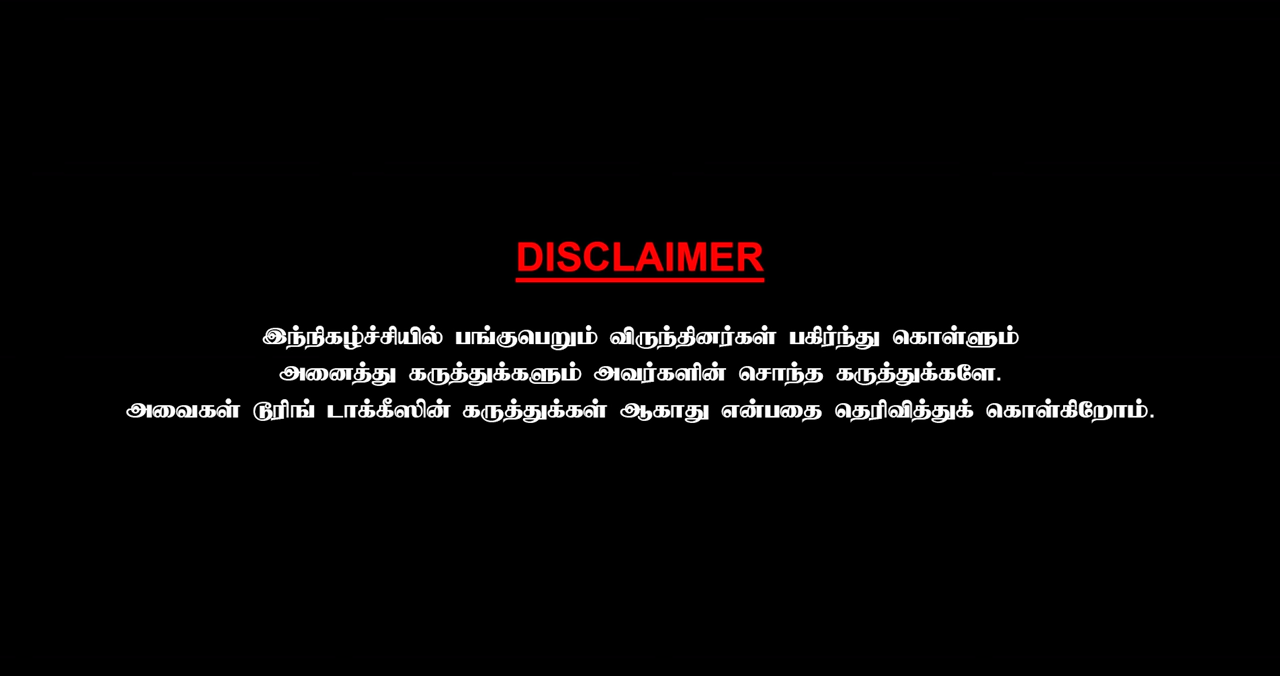 DISCLAIMER
இந்நிகழ்ச்சியில் பங்குபெறும் விருந்தினர்கள் பகிர்ந்து கொள்ளும்
அனைத்து கருத்துக்களும் அவர்களின் சொந்த கருத்துக்களே.
அவைகள் டூரிங் டாக்கீஸின் கருத்துக்கள் ஆகாது என்பதை தெரிவித்துக் கொள்கிறோம்.